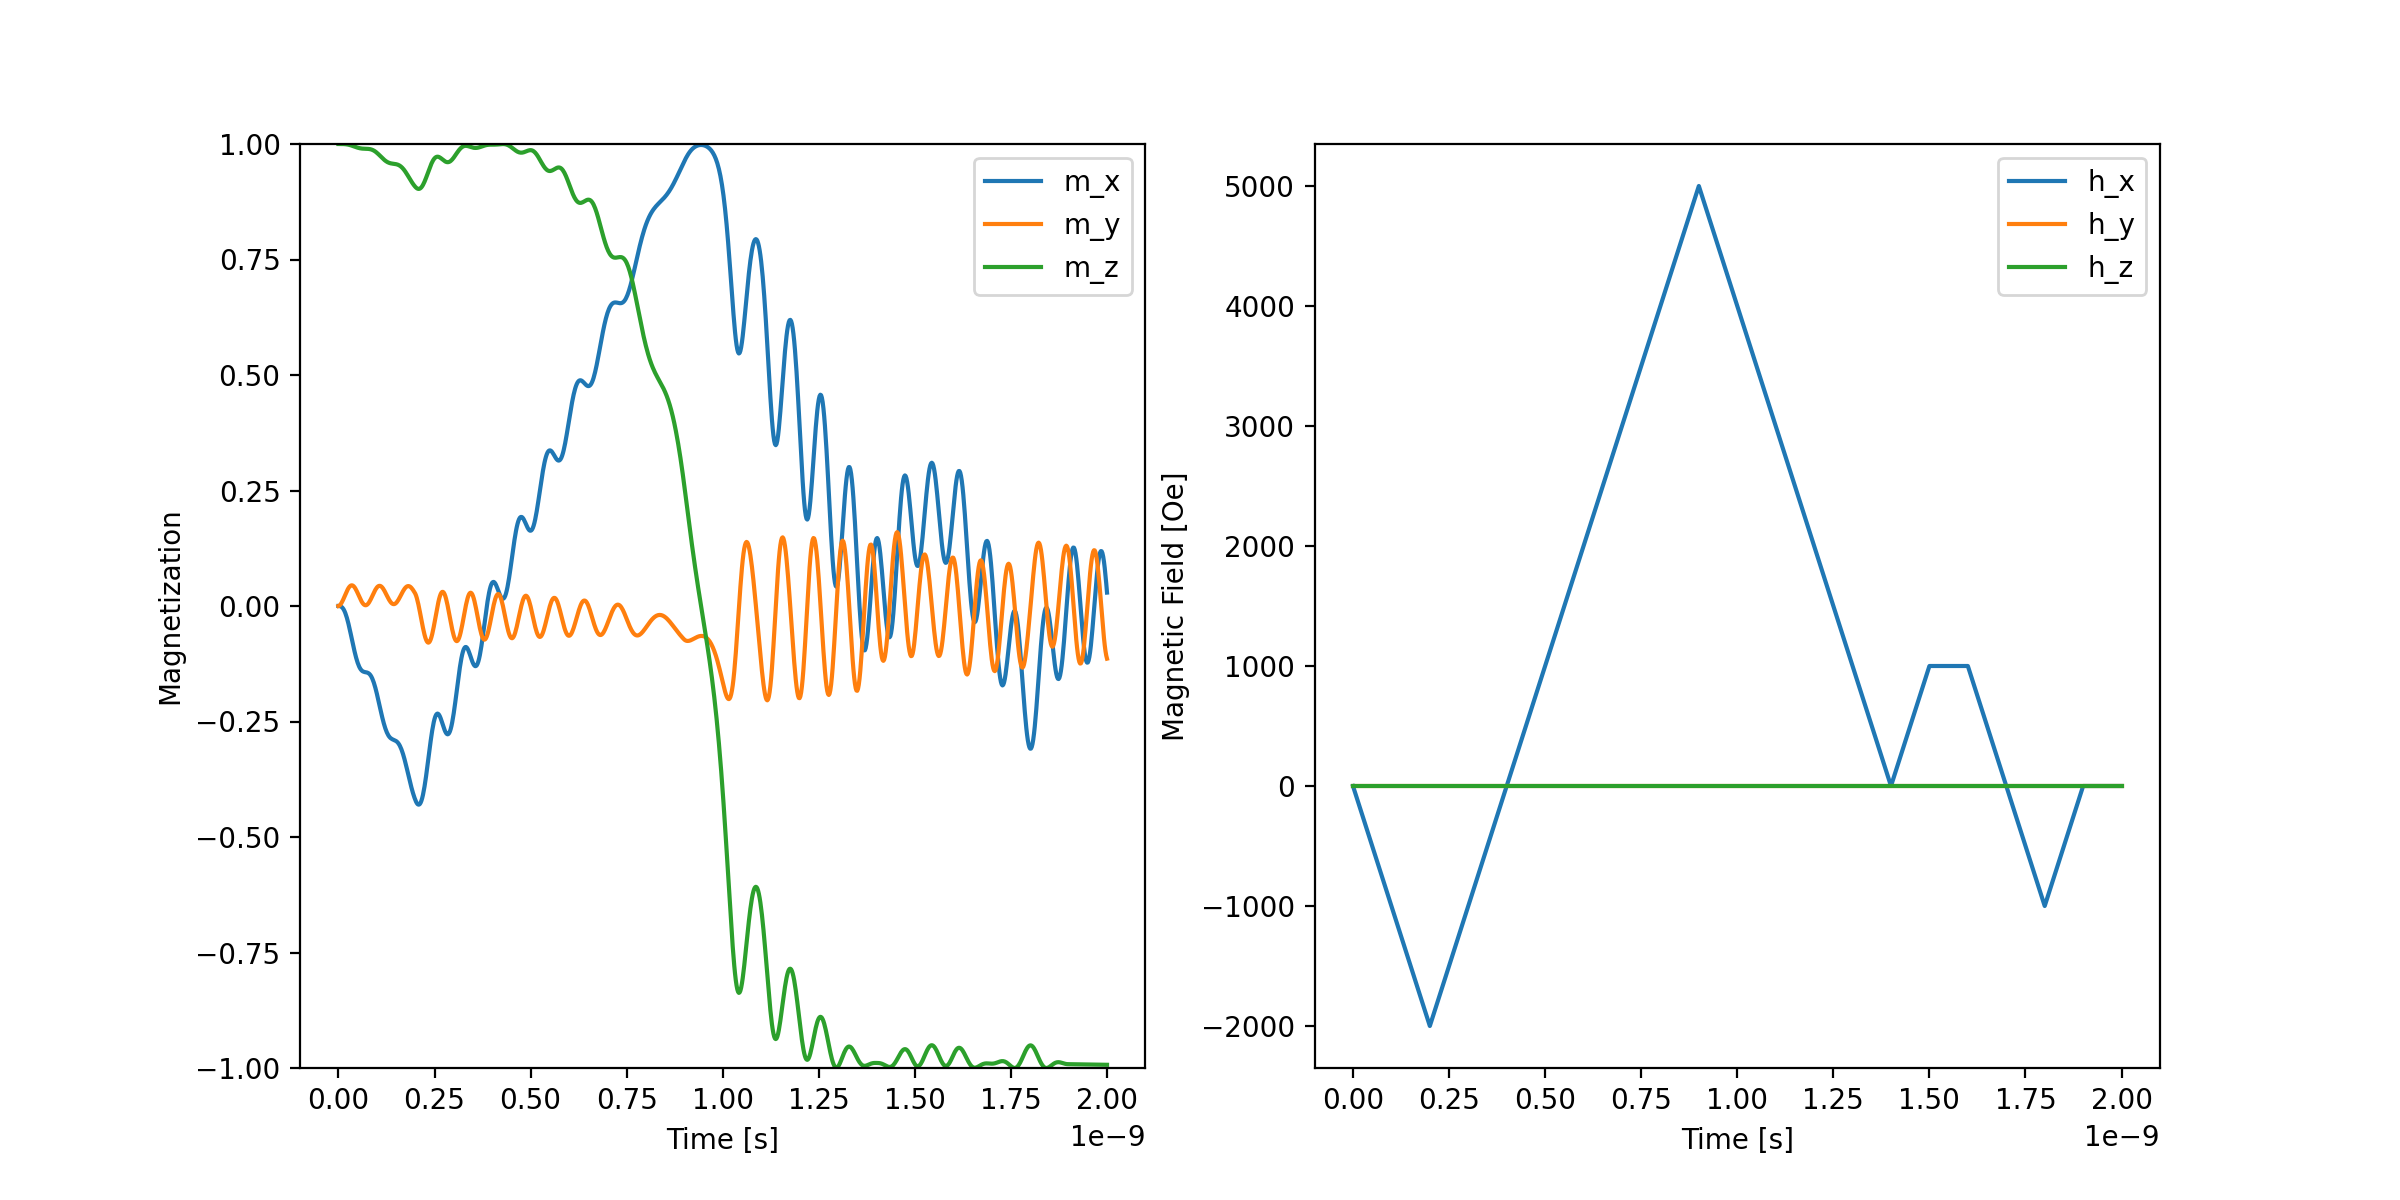 1.00
0.75
0.50
0.25
0.00
−0.25
−0.50
−0.75
−1.00
Magnetization
0.00 0.25 0.50 0.75 1.00 1.25 1.50 1.75 2.00
Time [s]
1e−9
m_x
m_y
m_z
5000
4000
3000
2000
1000
0
−1000
−2000
Magnetic Field [Oe]
0.00 0.25 0.50 0.75 1.00 1.25 1.50 1.75 2.00
Time [s]
1e−9
h_x
h_y
h_z